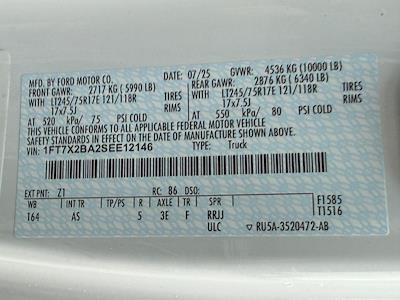 MFD. BY FORD MOTOR CO.
07/25 GVWR: 4536 KG (10000 LB)
FRONT GAWR: 2717 KG (5990 LB) REAR GAWR: 2876 KG (6340 LB)
WITH LT245/75R17E 121/118R WITH LT245/75R17E 121/118R
17x7.5J 17x7.5J
AT 520 kPa/ 75 PSI COLD AT 550 kPa/ 80 PSI COLD
THIS VEHICLE CONFORMS TO ALL APPLICABLE FEDERAL MOTOR VEHICLE
SAFETY STANDARDS IN EFFECT ON THE DATE OF MANUFACTURE SHOWN ABOVE.
VIN: 1FT7X2BA2SEE12146 TYPE: Truck
EXT PNT: Z1 RC: 86 DSO:
WB INT TR TP/PS R AXLE TR SPR F1585
T1516
164 AS 5 3E F RRJJ
ULC RU5A-3520472-AB